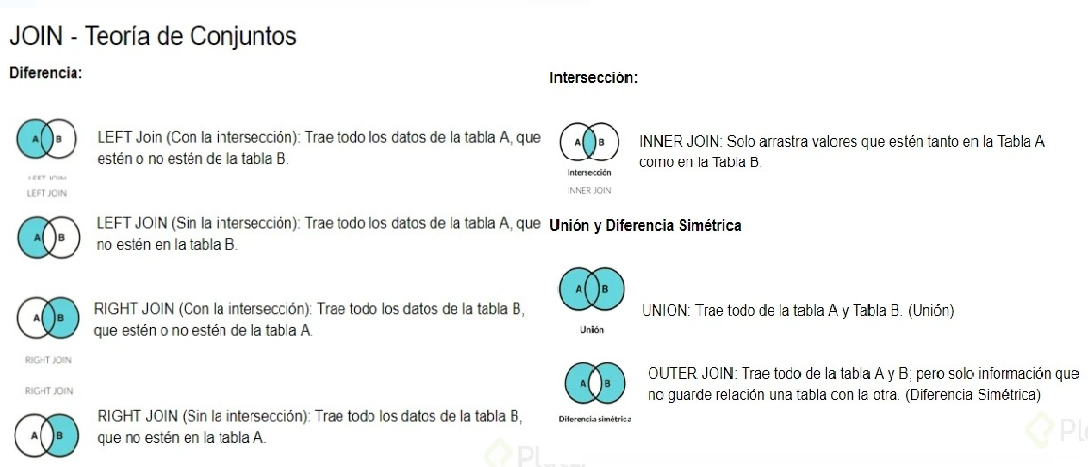 JOIN - Teoría de Conjuntos
Diferencia:
A B
LEFT Join (Con la intersección): Trae todo los datos de la tabla A, que
estén o no estén de la tabla B.
LEFT JOIN
LEFT JOIN
A B
LEFT JOIN (Sin la intersección): Trae todo los datos de la tabla A, que
no estén en la tabla B.
A B
RIGHT JOIN (Con la intersección): Trae todo los datos de la tabla B,
que estén o no estén de la tabla A.
RIGHT JOIN
RIGHT JOIN
A B
RIGHT JOIN (Sin la intersección): Trae todo los datos de la tabla B,
que no estén en la tabla A.
Intersección:
A B
Intersección
INNER JOIN
INNER JOIN: Solo arrastra valores que estén tanto en la Tabla A
como en la Tabla B.
Unión y Diferencia Simétrica
A B
Unión
UNION: Trae todo de la tabla A y Tabla B. (Unión)
A B
Diferencia simétrica
OUTER JOIN: Trae todo de la tabla A y B; pero solo información que
no guarde relación una tabla con la otra. (Diferencia Simétrica)